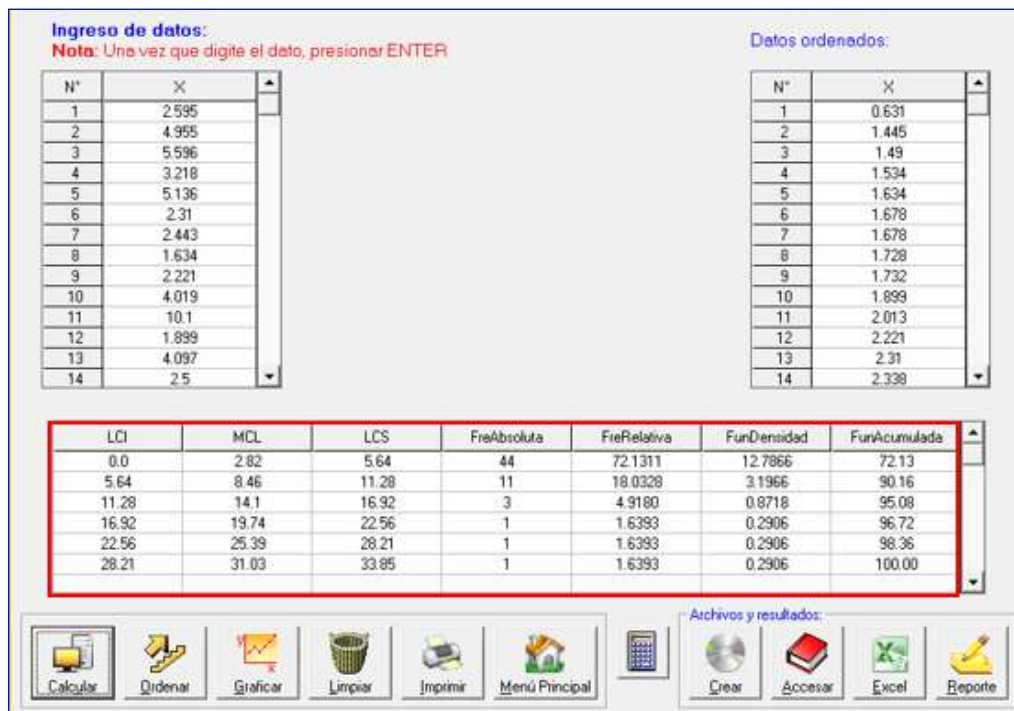 Ingreso de datos:
Nota: Una vez que digite el dato, presionar ENTER
N° X
1 2.595
2 4.955
3 5.596
4 3.218
5 5.136
6 2.31
7 2.443
8 1.634
9 2.221
10 4.019
11 10.1
12 1.899
13 4.097
14 2.5
Datos ordenados:
N° X
1 0.631
2 1.445
3 1.49
4 1.534
5 1.634
6 1.678
7 1.678
8 1.728
9 1.732
10 1.899
11 2.013
12 2.221
13 2.31
14 2.338
LCI MCL LCS FreAbsoluta FreRelativa FunDensidad FunAcumulada
0.0 2.82 5.64 44 72.1311 12.7866 72.13
5.64 8.46 11.28 11 18.0328 3.1966 90.16
11.28 14.1 16.92 3 4.9180 0.8718 95.08
16.92 19.74 22.56 1 1.6393 0.2906 96.72
22.56 25.39 28.21 1 1.6393 0.2906 98.36
28.21 31.03 33.85 1 1.6393 0.2906 100.00
Calcular Ordenar Graficar Limpiar Imprimir Menú Principal
Archivos y resultados:
Crear Accesar Excel Reporte